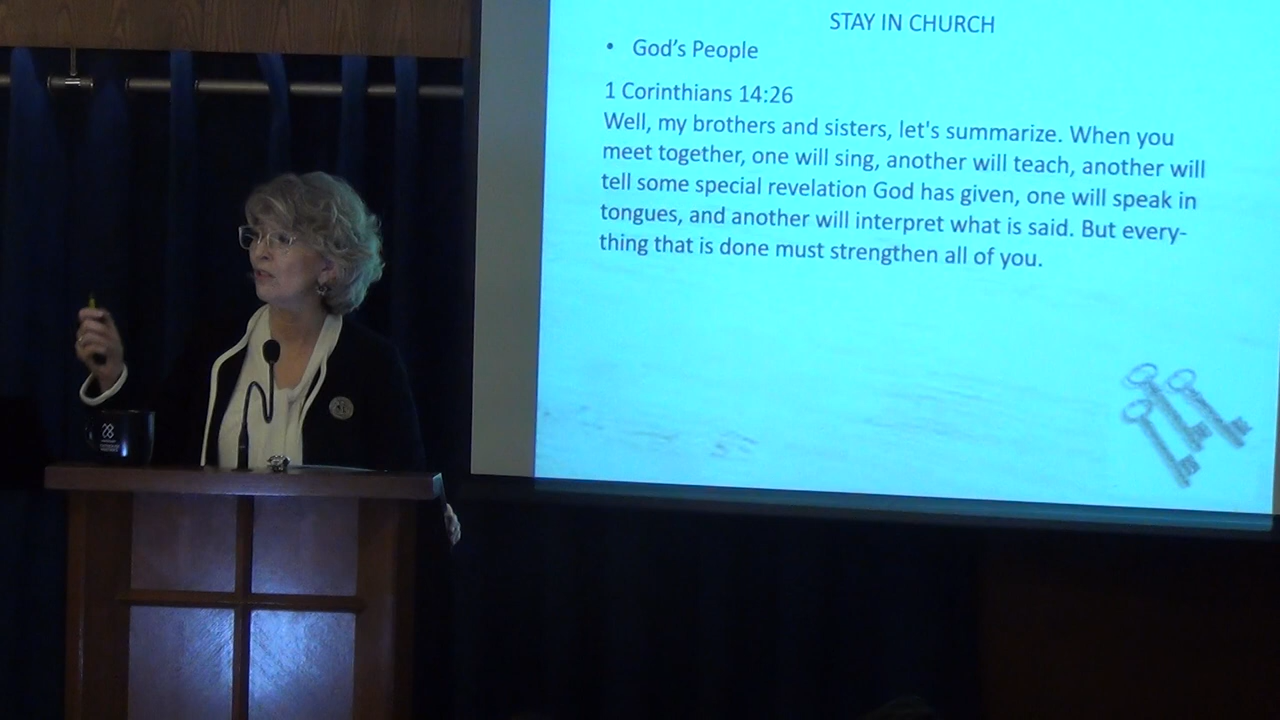 STAY IN CHURCH
• God's People
1 Corinthians 14:26
Well, my brothers and sisters, let's summarize. When you
meet together, one will sing, another will teach, another will
tell some special revelation God has given, one will speak in
tongues, and another will interpret what is said. But every-
thing that is done must strengthen all of you.